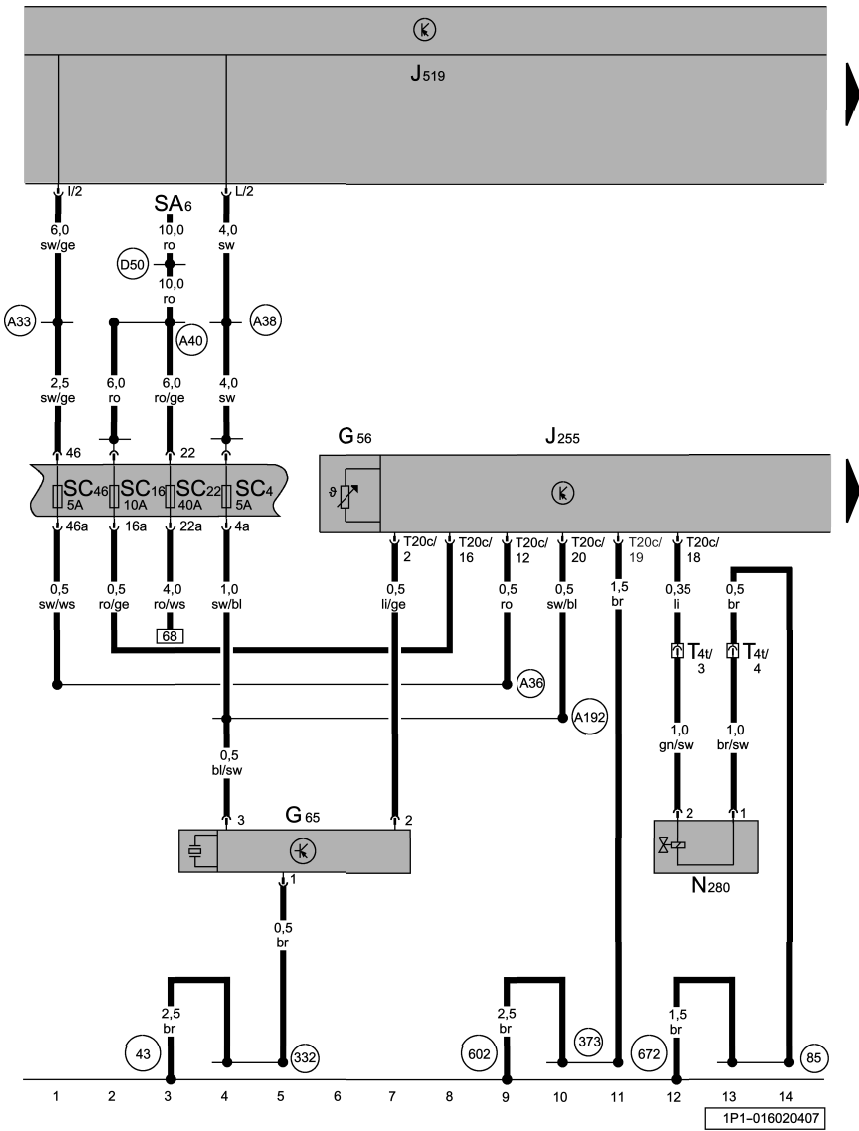 J519
I/2
L/2
SA6
6,0
sw/ge
10,0
ro
4,0
sw
D50
10,0
ro
A33
A38
A40
2,5
sw/ge
6,0
ro
6,0
ro/ge
4,0
sw
G56
J255
46
22
SC46
5A
SC16
10A
SC22
40A
SC4
5A
ϑ
46a
16a
22a
4a
T20c/
2
T20c/
16
T20c/
12
T20c/
20
T20c/
19
T20c/
18
0,5
sw/ws
0,5
ro/ge
4,0
ro/ws
1,0
sw/bl
0,5
li/ge
0,5
ro
0,5
sw/bl
1,5
br
0,35
li
0,5
br
68
T4t/
3
T4t/
4
A36
A192
1,0
gn/sw
1,0
br/sw
0,5
bl/sw
3
G65
2
2
1
N280
1
0,5
br
2,5
br
2,5
br
1,5
br
43
332
602
373
672
85
1 2 3 4 5 6 7 8 9 10 11 12 13 14
1P1-016020407